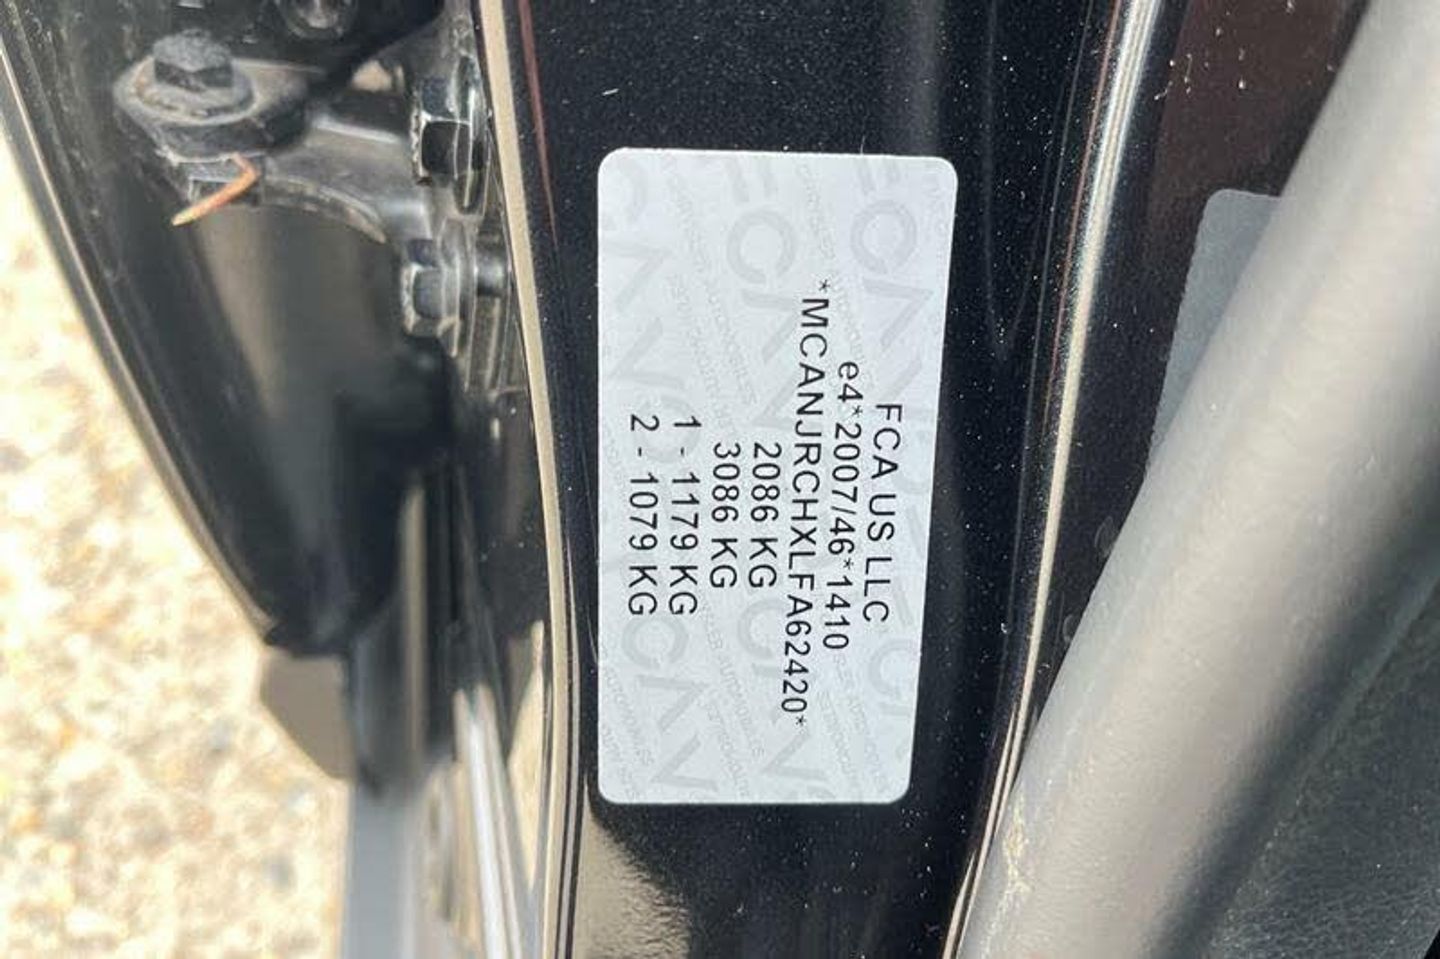 FCA US LLC
e4*2007/46*1410
*MCANJRCHXLFA62420*
2086 KG
3086 KG
1 - 1179 KG
2 - 1079 KG